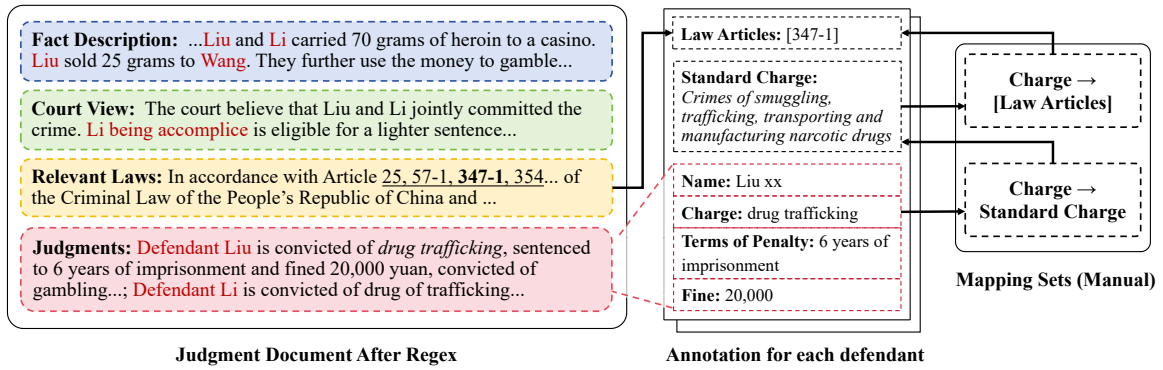 Fact Description: ...Liu and Li carried 70 grams of heroin to a casino.
Liu sold 25 grams to Wang. They further use the money to gamble...
Court View: The court believe that Liu and Li jointly committed the
crime. Li being accomplice is eligible for a lighter sentence...
Relevant Laws: In accordance with Article 25, 57-1, 347-1, 354... of
the Criminal Law of the People's Republic of China and ...
Judgments: Defendant Liu is convicted of drug trafficking, sentenced
to 6 years of imprisonment and fined 20,000 yuan, convicted of
gambling...; Defendant Li is convicted of drug of trafficking...
Judgment Document After Regex
Law Articles: [347-1]
Standard Charge:
Crimes of smuggling,
trafficking, transporting and
manufacturing narcotic drugs
Name: Liu xx
Charge: drug trafficking
Terms of Penalty: 6 years of
imprisonment
Fine: 20,000
Annotation for each defendant
Charge →
[Law Articles]
Charge →
Standard Charge
Mapping Sets (Manual)